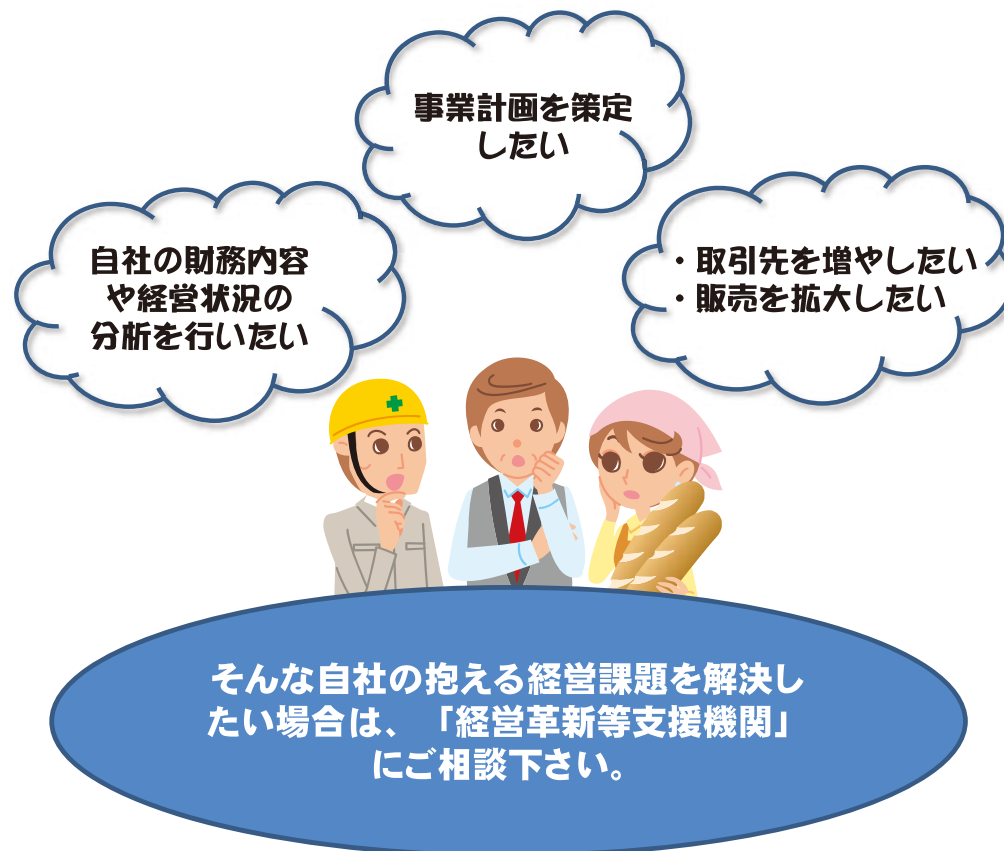 事業計画を策定
したい
自社の財務内容
や経営状況の
分析を行いたい
・取引先を増やしたい
・販売を拡大したい
そんな自社の抱える経営課題を解決し
たい場合は、「経営革新等支援機関」
にご相談下さい。